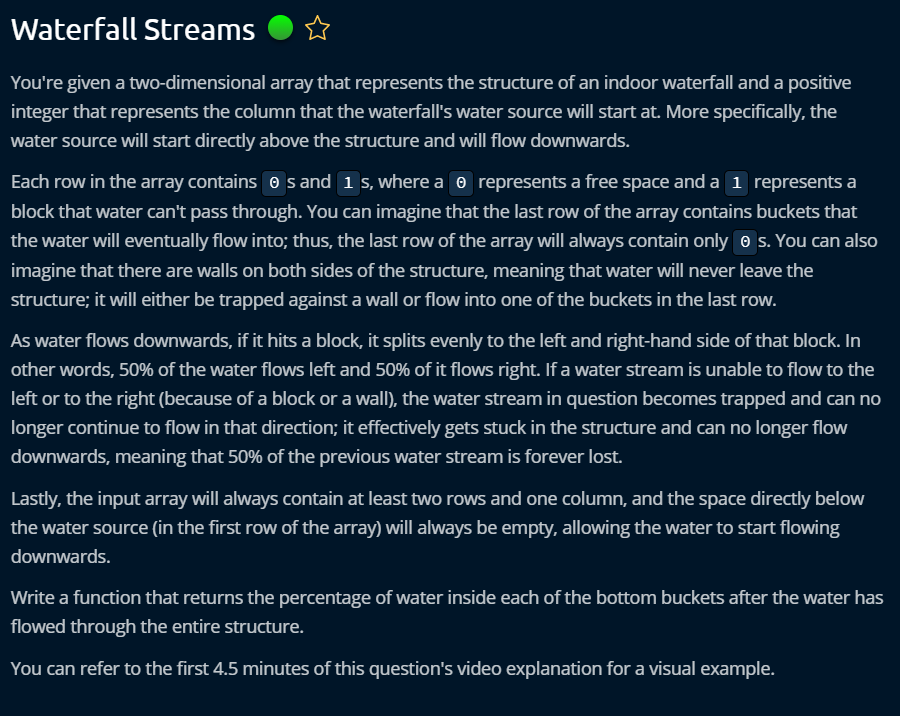 Waterfall Streams
You're given a two-dimensional array that represents the structure of an indoor waterfall and a positive
integer that represents the column that the waterfall's water source will start at. More specifically, the
water source will start directly above the structure and will flow downwards.
Each row in the array contains 0 s and 1 s, where a 0 represents a free space and a 1 represents a
block that water can't pass through. You can imagine that the last row of the array contains buckets that
the water will eventually flow into; thus, the last row of the array will always contain only 0 s. You can also
imagine that there are walls on both sides of the structure, meaning that water will never leave the
structure; it will either be trapped against a wall or flow into one of the buckets in the last row.
As water flows downwards, if it hits a block, it splits evenly to the left and right-hand side of that block. In
other words, 50% of the water flows left and 50% of it flows right. If a water stream is unable to flow to the
left or to the right (because of a block or a wall), the water stream in question becomes trapped and can no
longer continue to flow in that direction; it effectively gets stuck in the structure and can no longer flow
downwards, meaning that 50% of the previous water stream is forever lost.
Lastly, the input array will always contain at least two rows and one column, and the space directly below
the water source (in the first row of the array) will always be empty, allowing the water to start flowing
downwards.
Write a function that returns the percentage of water inside each of the bottom buckets after the water has
flowed through the entire structure.
You can refer to the first 4.5 minutes of this question's video explanation for a visual example.